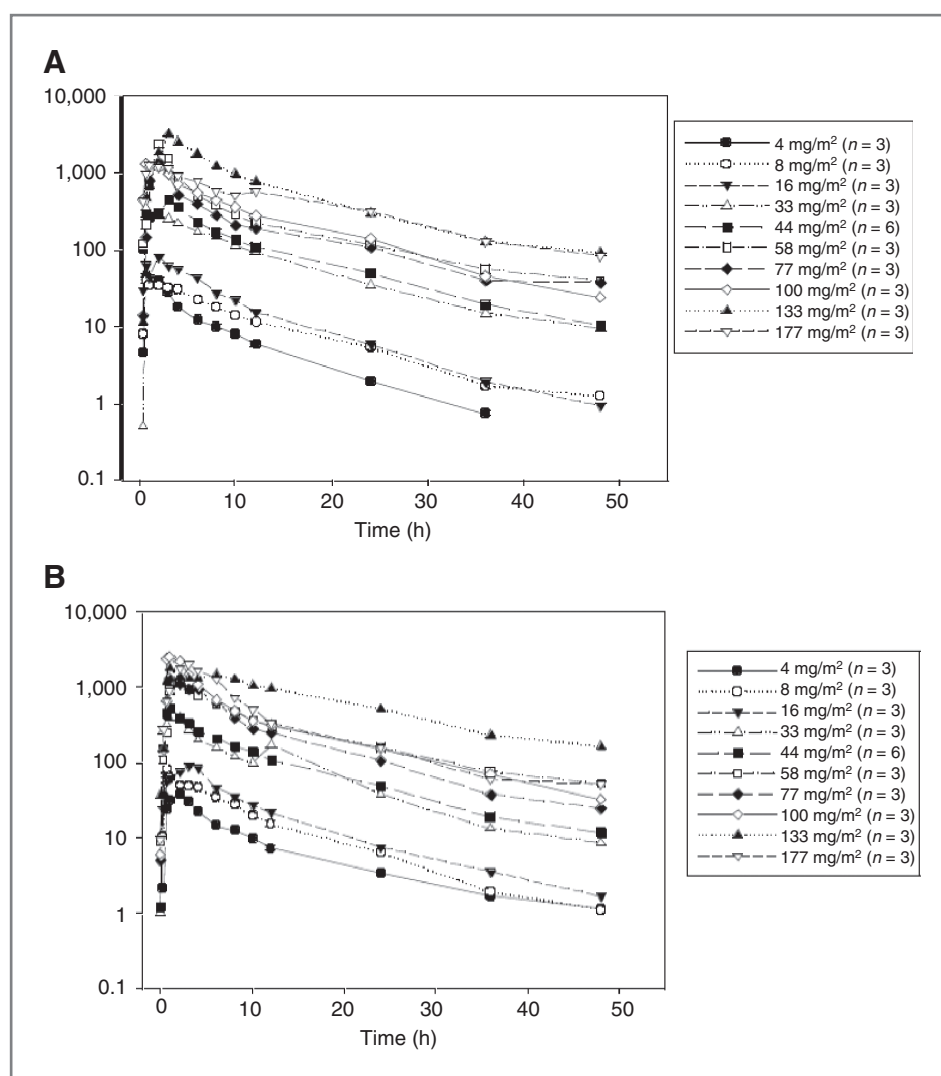 A
10,000
1,000
100
10
1
0.1
0 10 20 30 40 50
Time (h)
4 mg/m² (n = 3)
8 mg/m² (n = 3)
16 mg/m² (n = 3)
33 mg/m² (n = 3)
44 mg/m² (n = 6)
58 mg/m² (n = 3)
77 mg/m² (n = 3)
100 mg/m² (n = 3)
133 mg/m² (n = 3)
177 mg/m² (n = 3)
B
10,000
1,000
100
10
1
0.1
0 10 20 30 40 50
Time (h)
4 mg/m² (n = 3)
8 mg/m² (n = 3)
16 mg/m² (n = 3)
33 mg/m² (n = 3)
44 mg/m² (n = 6)
58 mg/m² (n = 3)
77 mg/m² (n = 3)
100 mg/m² (n = 3)
133 mg/m² (n = 3)
177 mg/m² (n = 3)